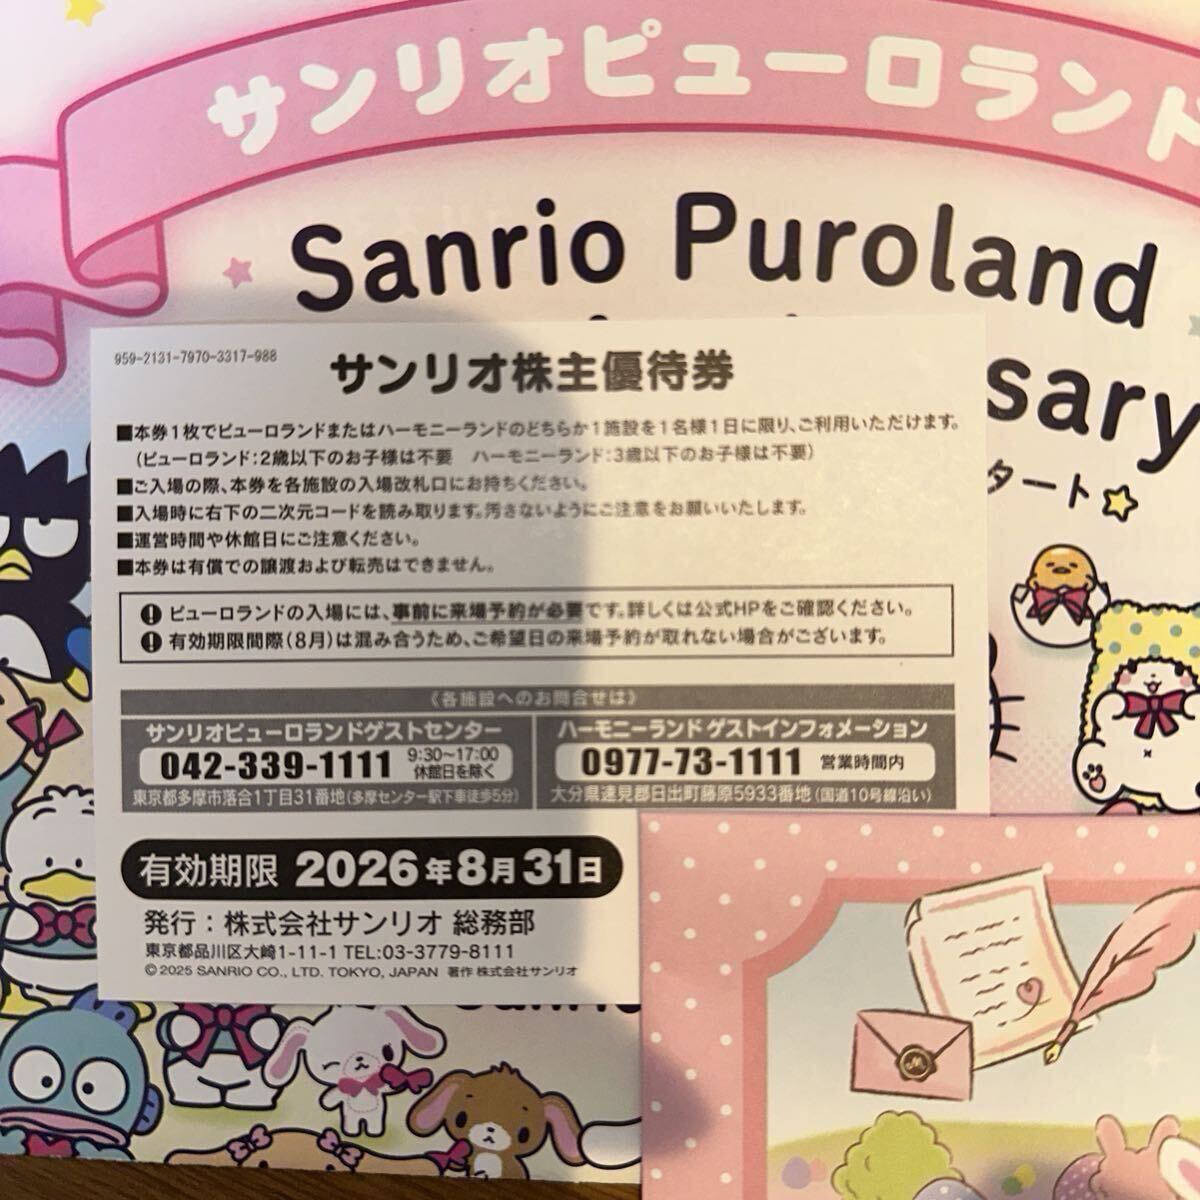 サンリオピューローランド
Sanrio Puroland
sary
タート
959-2131-7970-3317-988
サンリオ株主優待券
■本券1枚でピューロランドまたはハーモニーランドのどちらか1施設を1名様1日に限り、ご利用いただけます。
(ピューロランド:2歳以下のお子様は不要 ハーモニーランド:3歳以下のお子様は不要)
■ご入場の際、本券を各施設の入場改札口にお持ちください。
■入場時に右下の二次元コードを読み取ります。汚さないようにご注意をお願いいたします。
■運営時間や休館日にご注意ください。
■本券は有償での譲渡および転売はできません。
! ピューロランドの入場には、事前に来場予約が必要です。詳しくは公式HPをご確認ください。
! 有効期限間際(8月)は混み合うため、ご希望日の来場予約が取れない場合がございます。
《各施設へのお問合せは》
サンリオピューロランドゲストセンター
042-339-1111 9:30~17:00 休館日を除く
東京都多摩市落合1丁目31番地(多摩センター駅下車徒歩5分)
ハーモニーランド ゲストインフォメーション
0977-73-1111 営業時間内
大分県速見郡日出町藤原5933番地(国道10号線沿い)
有効期限 2026年8月31日
発行:株式会社サンリオ 総務部
東京都品川区大崎1-11-1 TEL:03-3779-8111
©2025 SANRIO CO., LTD. TOKYO, JAPAN 著作 株式会社サンリオ